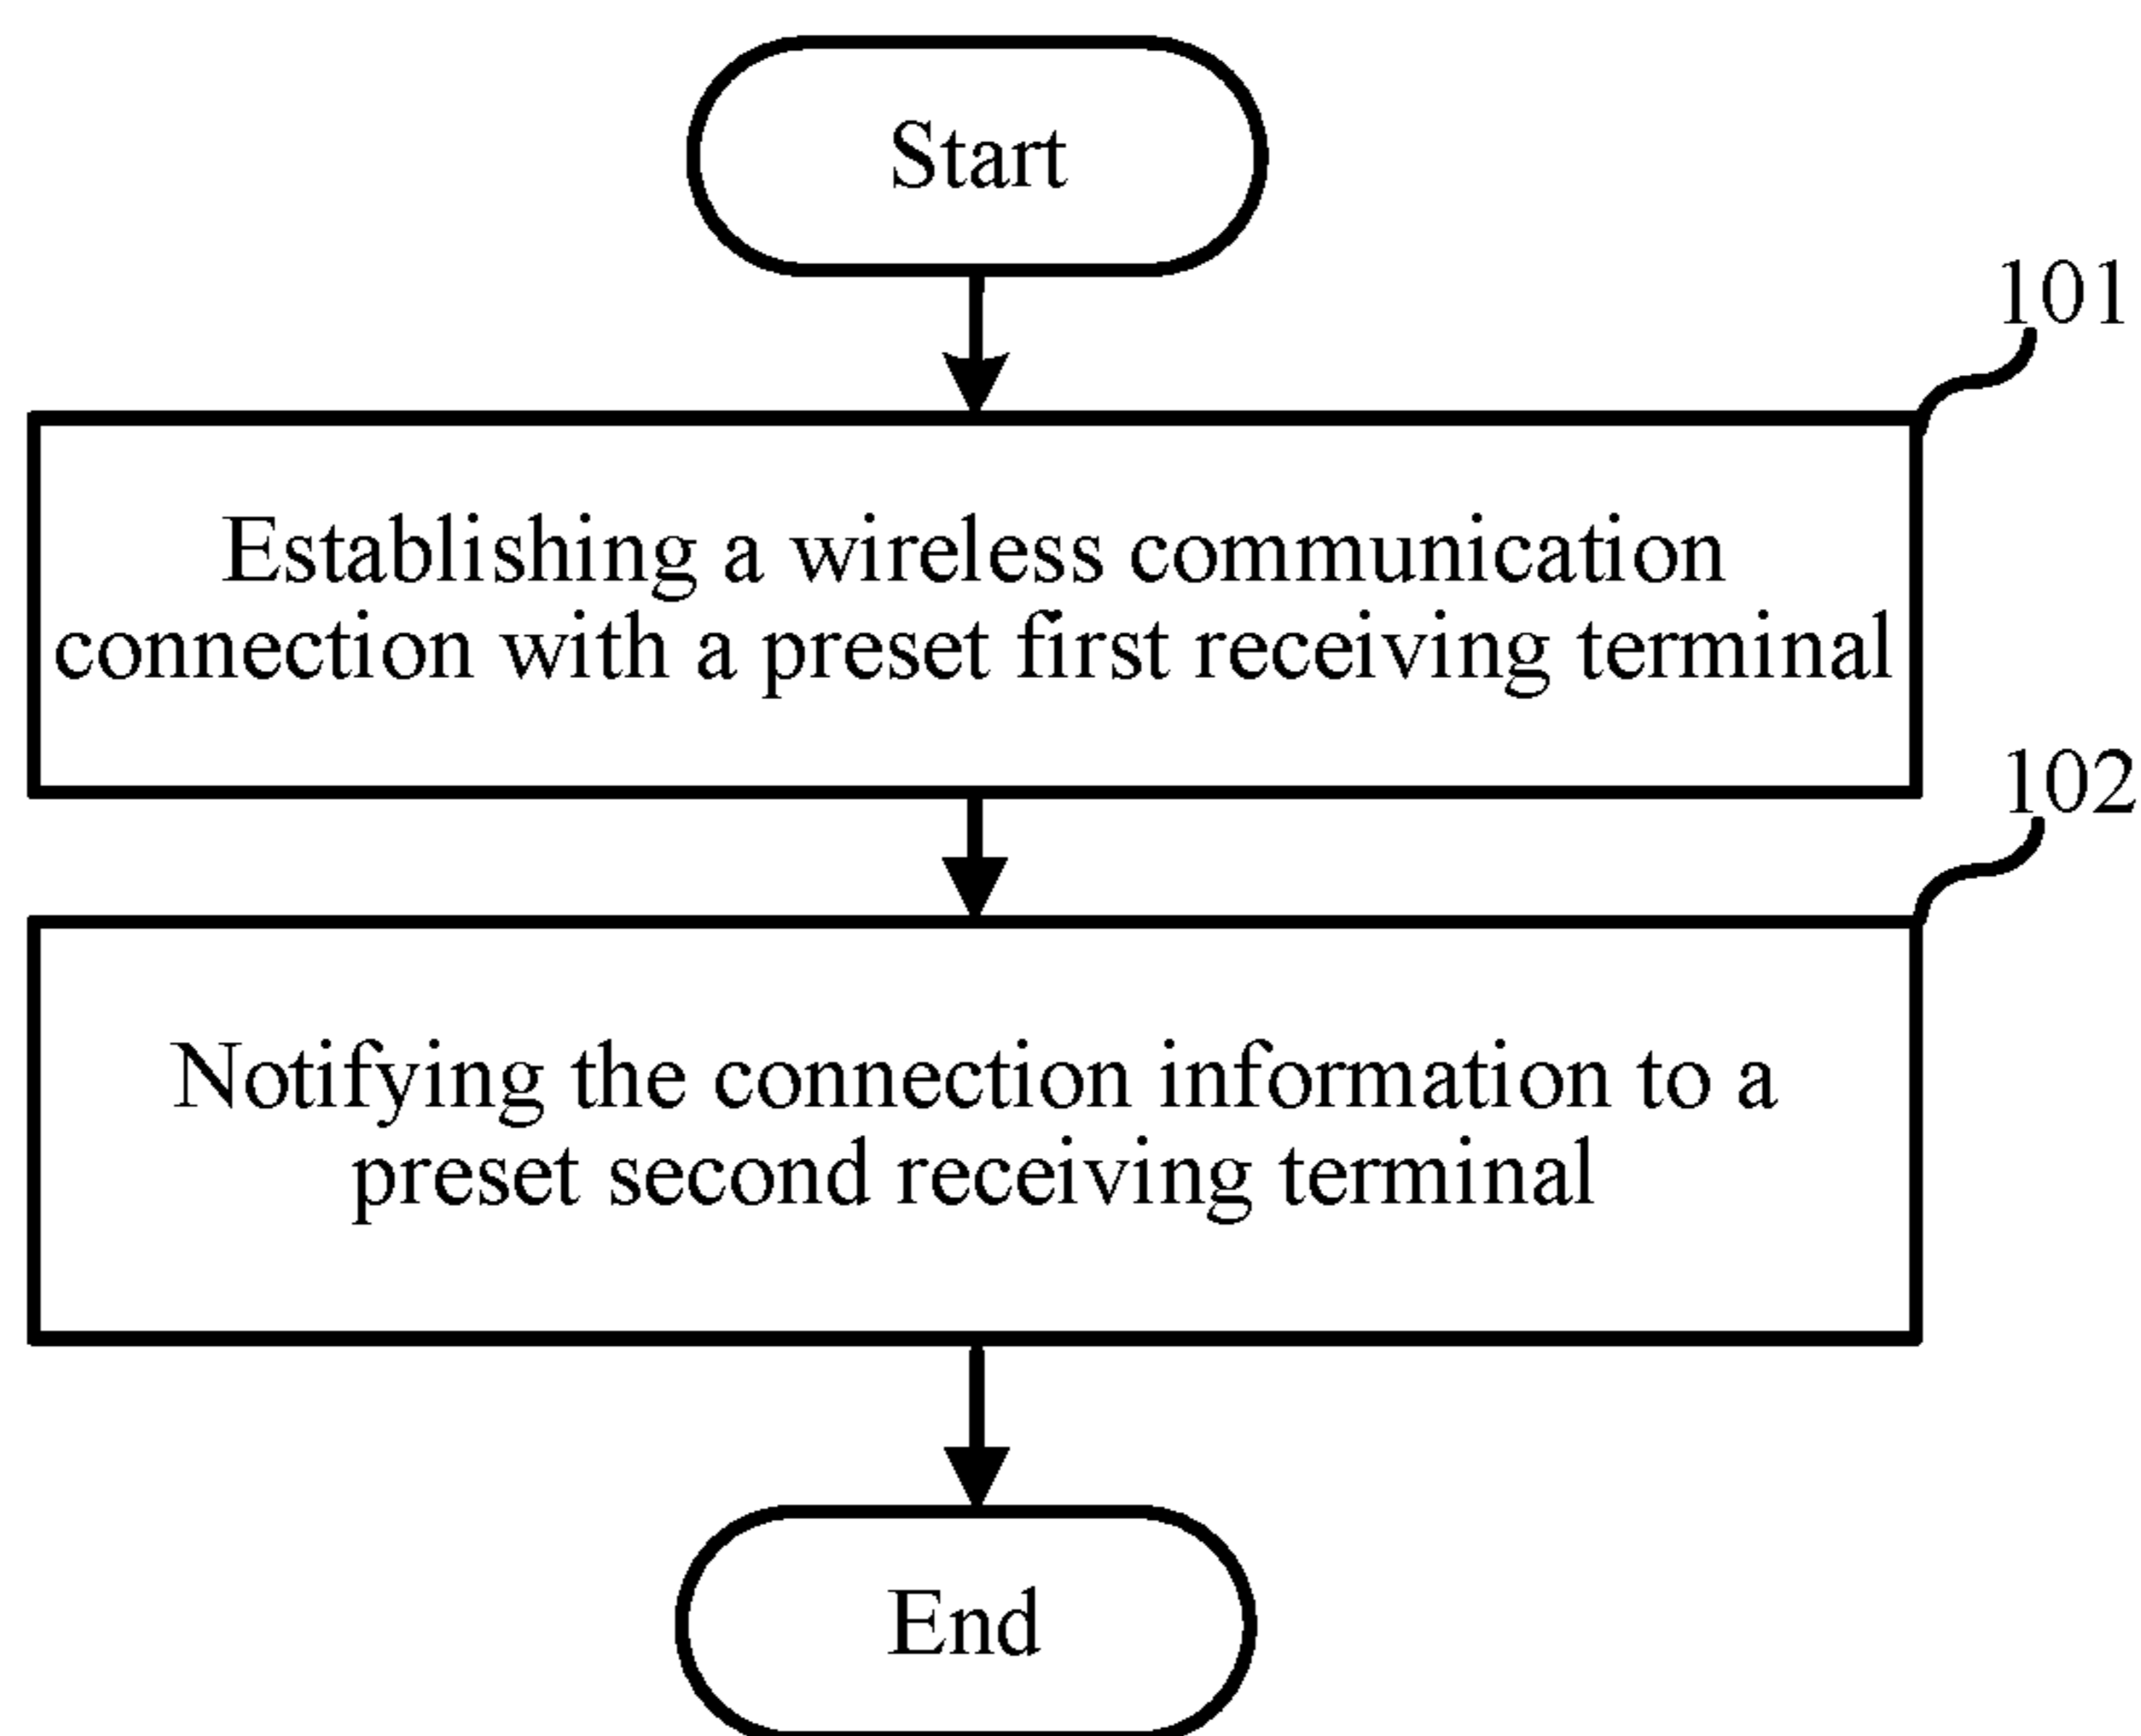 Start
101
Establishing a wireless communication
connection with a preset first receiving terminal
102
Notifying the connection information to a
preset second receiving terminal
End